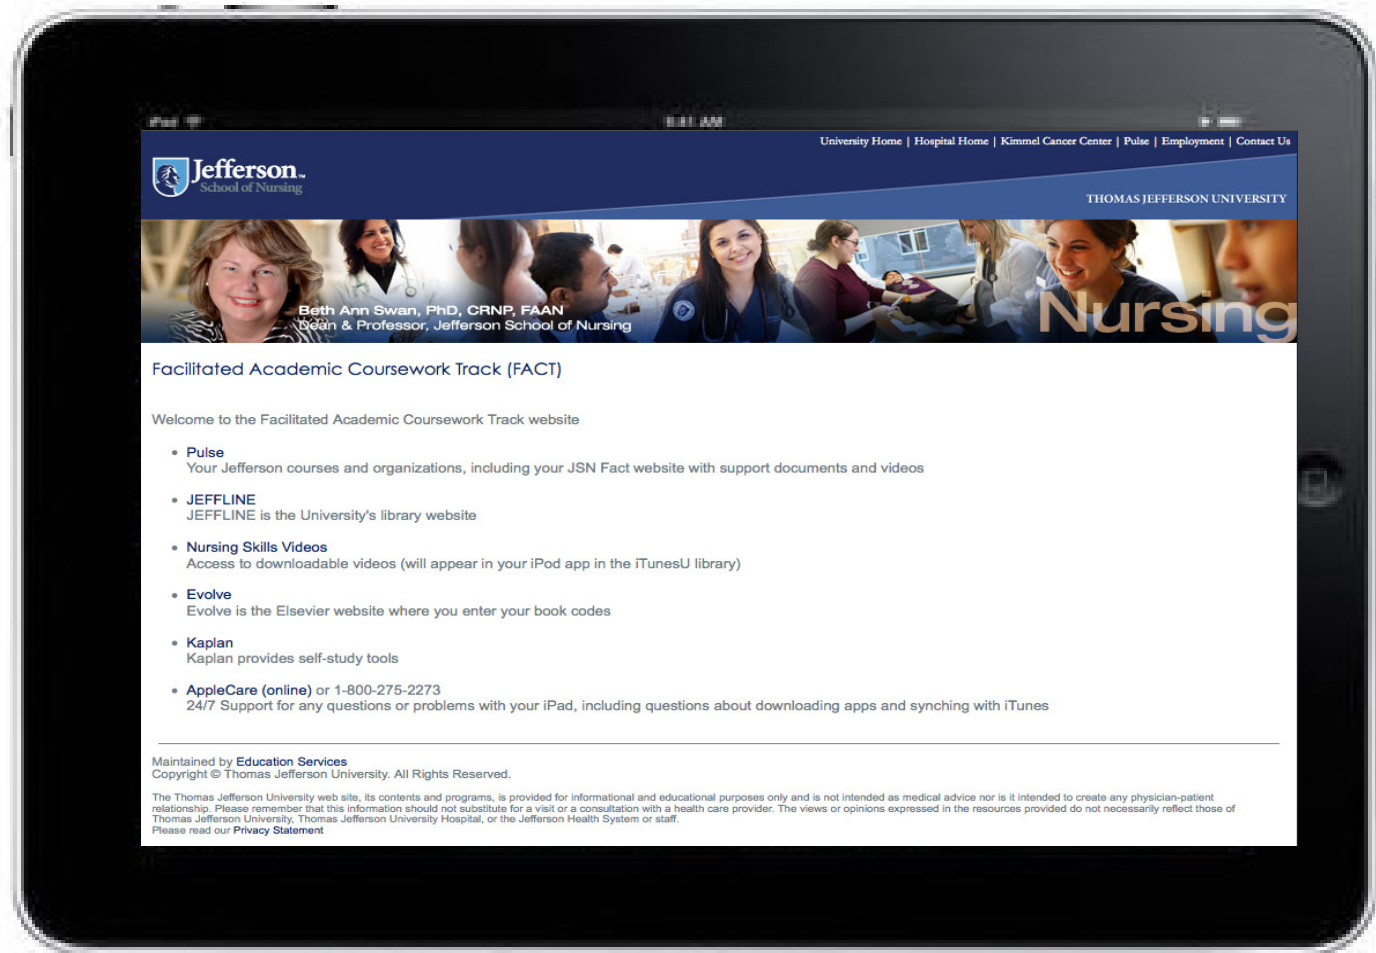 iPad 9:41 AM
University Home | Hospital Home | Kimmel Cancer Center | Pulse | Employment | Contact Us
Jefferson™
School of Nursing
THOMAS JEFFERSON UNIVERSITY
Beth Ann Swan, PhD, CRNP, FAAN
Dean & Professor, Jefferson School of Nursing
Nursing
Facilitated Academic Coursework Track (FACT)
Welcome to the Facilitated Academic Coursework Track website
• Pulse
Your Jefferson courses and organizations, including your JSN Fact website with support documents and videos
• JEFFLINE
JEFFLINE is the University's library website
• Nursing Skills Videos
Access to downloadable videos (will appear in your iPod app in the iTunesU library)
• Evolve
Evolve is the Elsevier website where you enter your book codes
• Kaplan
Kaplan provides self-study tools
• AppleCare (online) or 1-800-275-2273
24/7 Support for any questions or problems with your iPad, including questions about downloading apps and synching with iTunes
Maintained by Education Services
Copyright © Thomas Jefferson University. All Rights Reserved.
The Thomas Jefferson University web site, its contents and programs, is provided for informational and educational purposes only and is not intended as medical advice nor is it intended to create any physician-patient
relationship. Please remember that this information should not substitute for a visit or a consultation with a health care provider. The views or opinions expressed in the resources provided do not necessarily reflect those of
Thomas Jefferson University, Thomas Jefferson University Hospital, or the Jefferson Health System or staff.
Please read our Privacy Statement